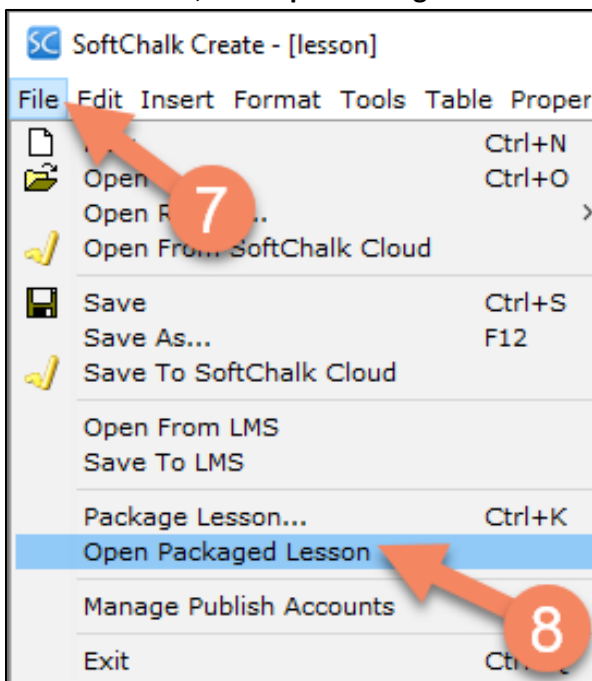 SC SoftChalk Create - [lesson]
File Edit Insert Format Tools Table Proper
Ctrl+N
Open Ctrl+O
Open
Open From SoftChalk Cloud
7
Save Ctrl+S
Save As... F12
Save To SoftChalk Cloud
Open From LMS
Save To LMS
Package Lesson... Ctrl+K
Open Packaged Lesson
Manage Publish Accounts
8
Exit